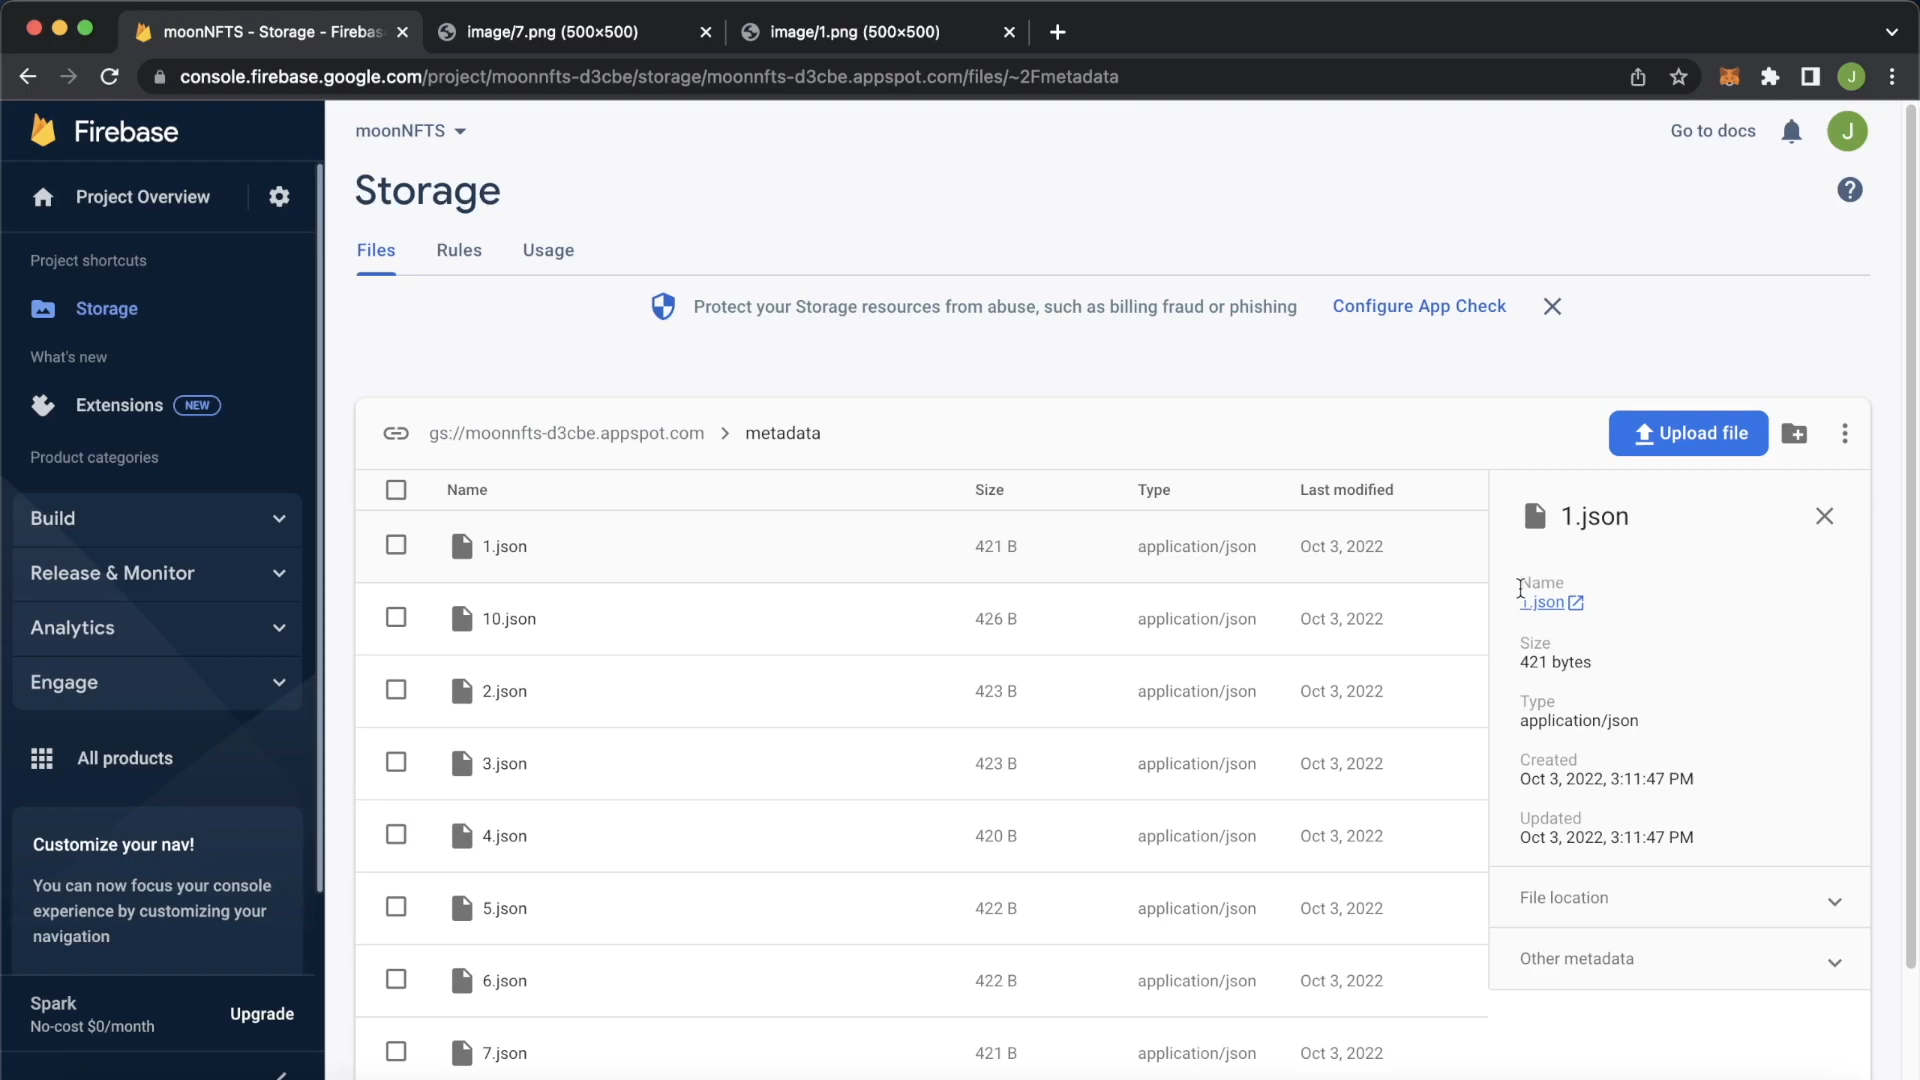 moonNFTS - Storage - Firebas
image/7.png (500×500)
image/1.png (500×500)
console.firebase.google.com/project/moonnfts-d3cbe/storage/moonnfts-d3cbe.appspot.com/files/~2Fmetadata
J
Firebase
moonNFTS
Go to docs
J
Project Overview
Storage
Project shortcuts
Files
Rules
Usage
Storage
Protect your Storage resources from abuse, such as billing fraud or phishing
Configure App Check
What's new
Extensions NEW
Product categories
gs://moonnfts-d3cbe.appspot.com > metadata
Upload file
Build
Release & Monitor
Analytics
Engage
All products
Customize your nav!
You can now focus your console
experience by customizing your
navigation
Spark
No-cost $0/month
Upgrade
Name Size Type Last modified
1.json 421 B application/json Oct 3, 2022
10.json 426 B application/json Oct 3, 2022
2.json 423 B application/json Oct 3, 2022
3.json 423 B application/json Oct 3, 2022
4.json 420 B application/json Oct 3, 2022
5.json 422 B application/json Oct 3, 2022
6.json 422 B application/json Oct 3, 2022
7.json 421 B application/json Oct 3, 2022
1.json
Name
1.json
Size
421 bytes
Type
application/json
Created
Oct 3, 2022, 3:11:47 PM
Updated
Oct 3, 2022, 3:11:47 PM
File location
Other metadata